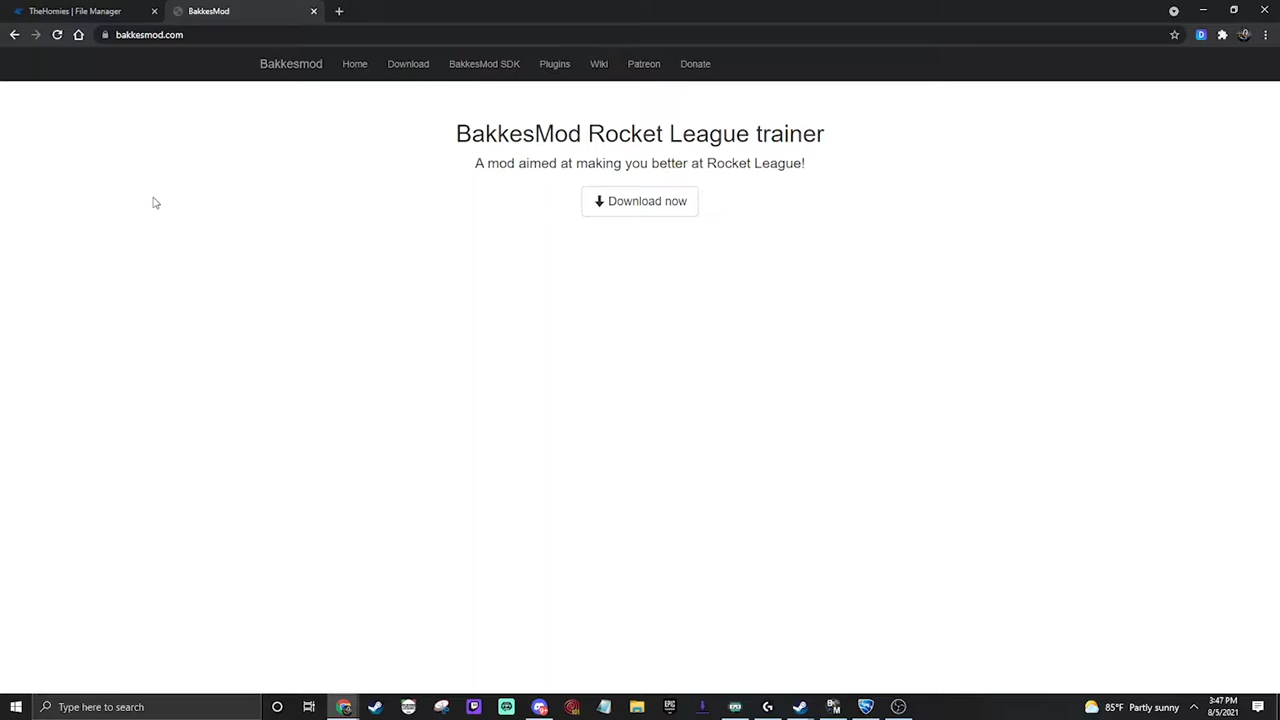 TheHomies | File Manager
BakkesMod
bakkesmod.com
Bakkesmod Home Download BakkesMod SDK Plugins Wiki Patreon Donate
BakkesMod Rocket League trainer
A mod aimed at making you better at Rocket League!
Download now
Type here to search
EPIC
85°F Partly sunny
3:47 PM
8/5/2021